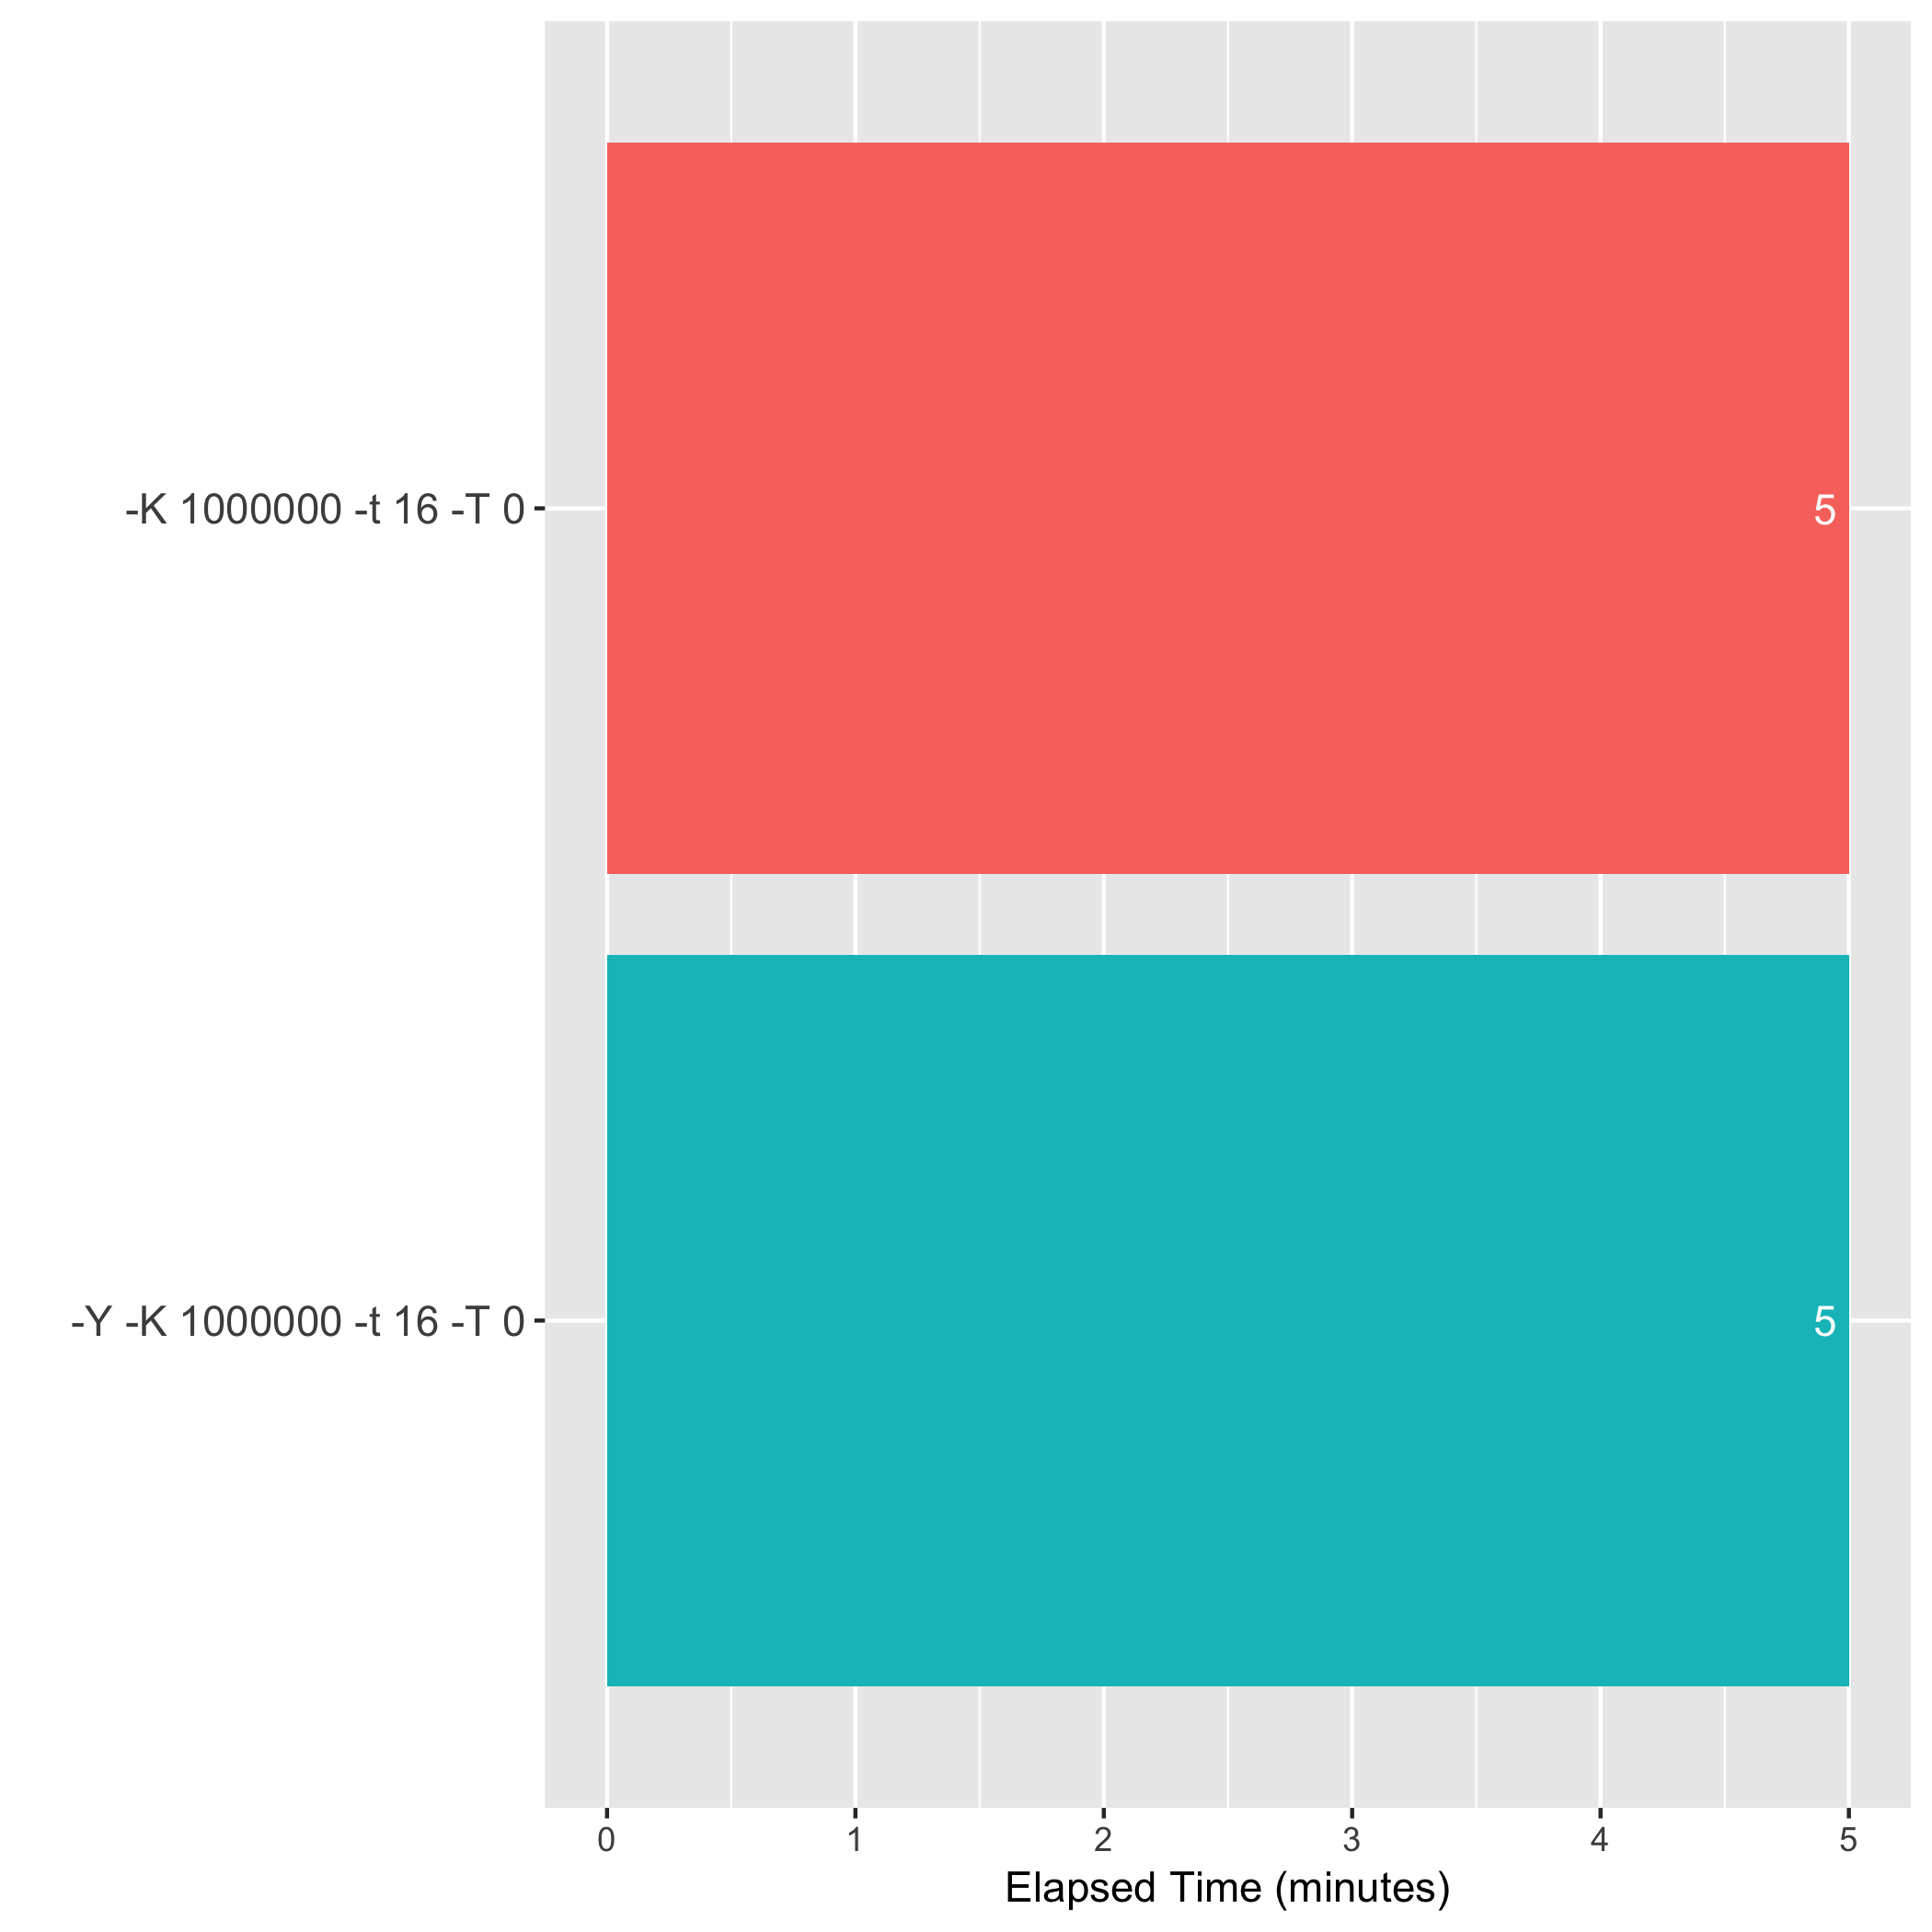 -K 1000000 -t 16 -T 0
5
-Y -K 1000000 -t 16 -T 0
5
0 1 2 3 4 5
Elapsed Time (minutes)